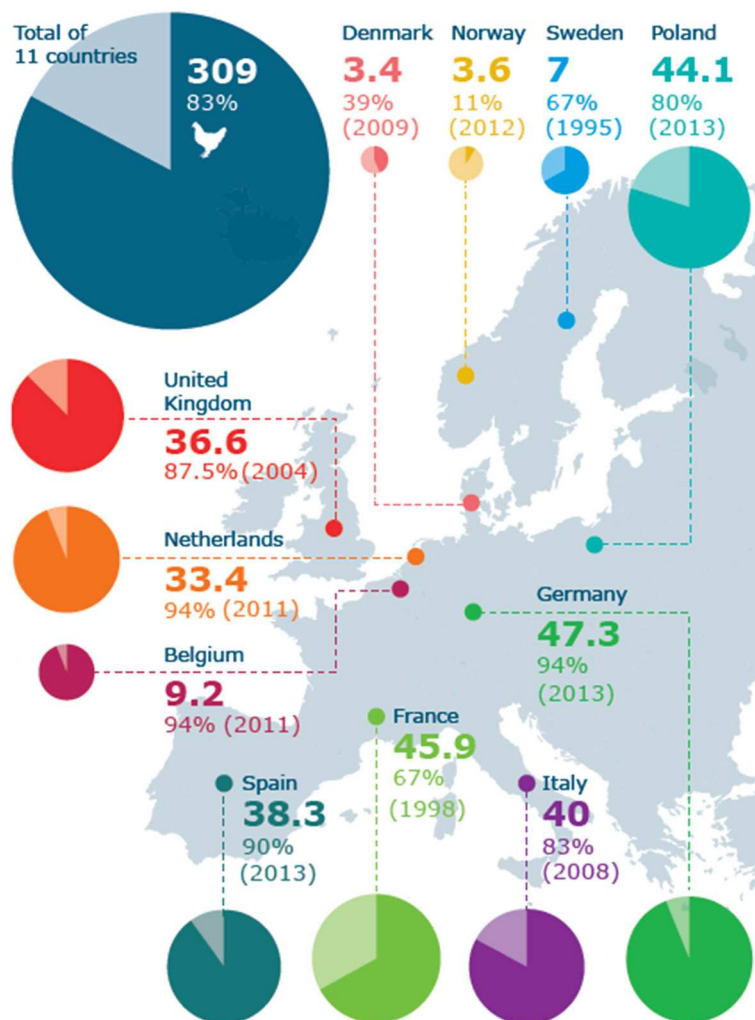 Total of
11 countries
309
83%
Denmark
3.4
39%
(2009)
Norway
3.6
11%
(2012)
Sweden
7
67%
(1995)
Poland
44.1
80%
(2013)
United
Kingdom
36.6
87.5% (2004)
Netherlands
33.4
94% (2011)
Belgium
9.2
94% (2011)
Germany
47.3
94%
(2013)
France
45.9
67%
(1998)
Spain
38.3
90%
(2013)
Italy
40
83%
(2008)